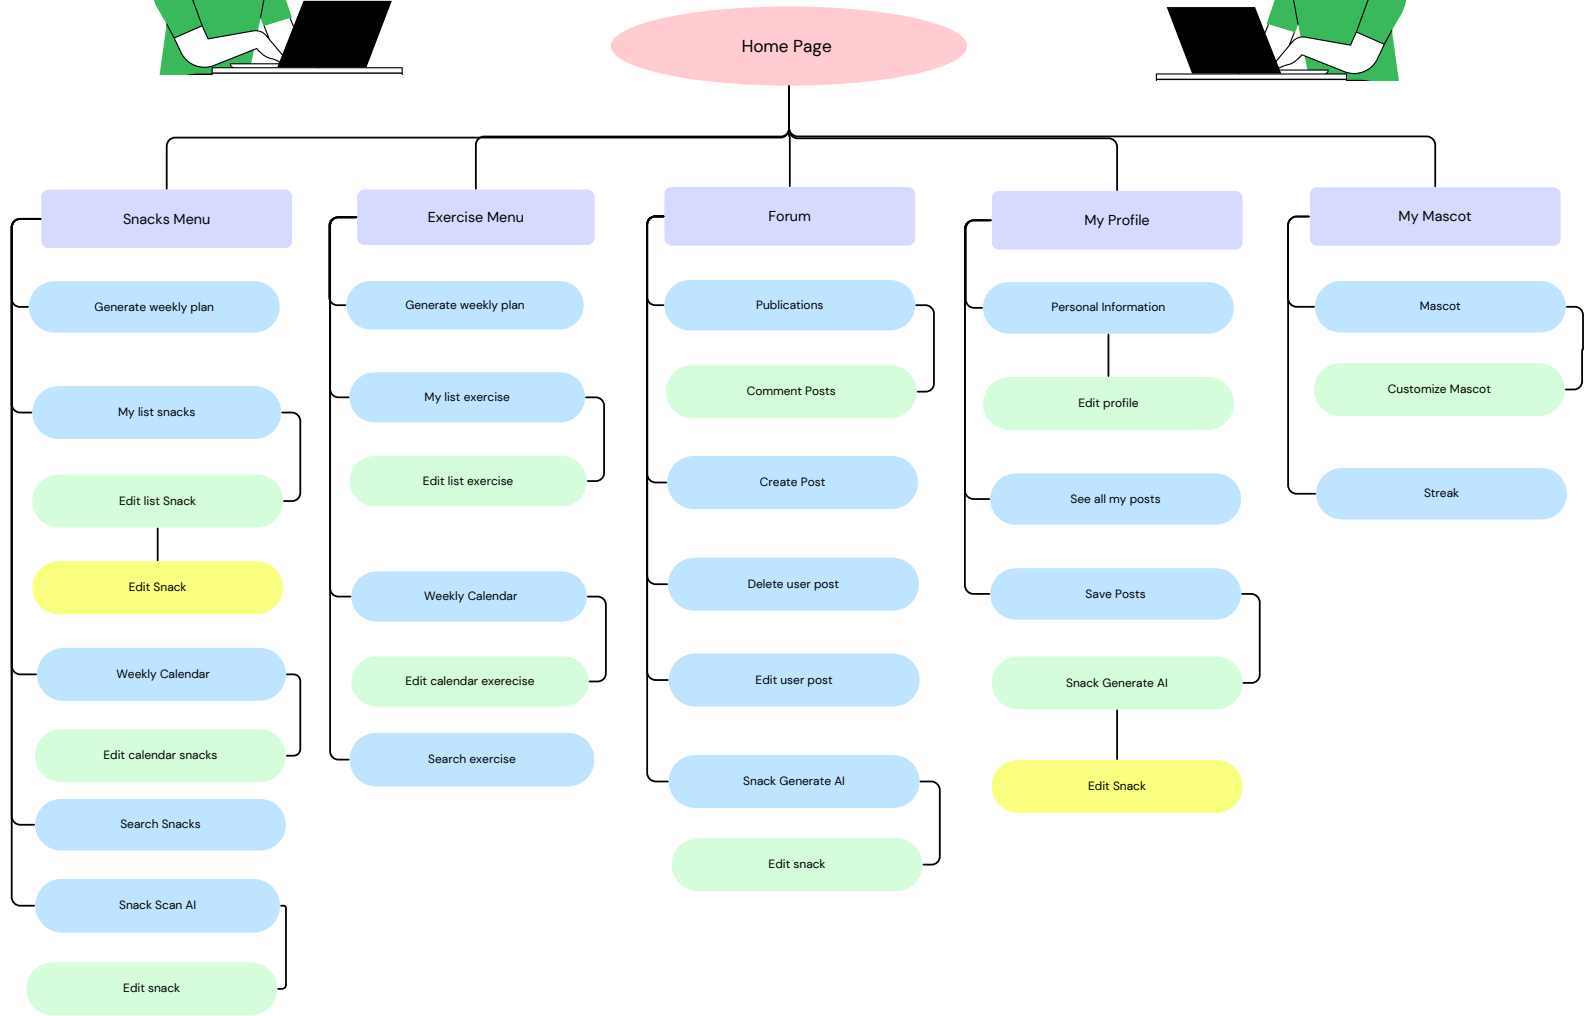 Home Page
Snacks Menu
Generate weekly plan
My list snacks
Edit list Snack
Edit Snack
Weekly Calendar
Edit calendar snacks
Search Snacks
Snack Scan AI
Edit snack
Exercise Menu
Generate weekly plan
My list exercise
Edit list exercise
Weekly Calendar
Edit calendar exerecise
Search exercise
Forum
Publications
Comment Posts
Create Post
Delete user post
Edit user post
Snack Generate AI
Edit snack
My Profile
Personal Information
Edit profile
See all my posts
Save Posts
Snack Generate AI
Edit Snack
My Mascot
Mascot
Customize Mascot
Streak